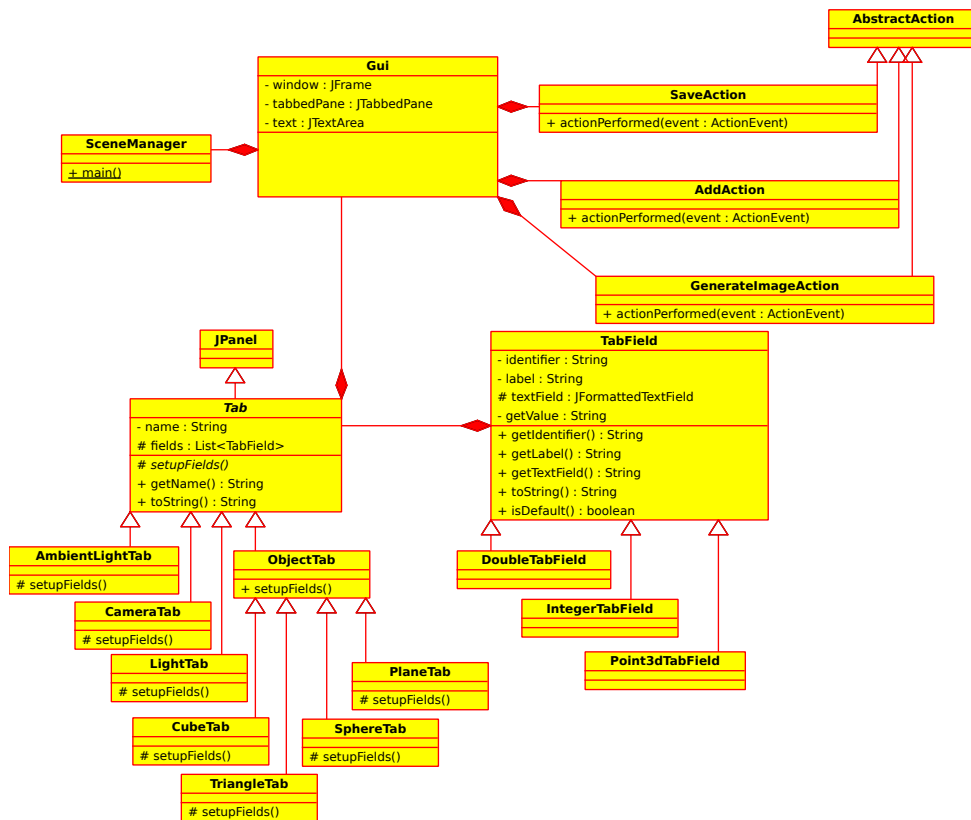 AbstractAction
Gui
- window : JFrame
- tabbedPane : JTabbedPane
- text : JTextArea
SaveAction
+ actionPerformed(event : ActionEvent)
SceneManager
+ main()
AddAction
+ actionPerformed(event : ActionEvent)
GenerateImageAction
+ actionPerformed(event : ActionEvent)
JPanel
TabField
- identifier : String
- label : String
# textField : JFormattedTextField
- getValue : String
+ getIdentifier() : String
+ getLabel() : String
+ getTextField() : String
+ toString() : String
+ isDefault() : boolean
Tab
- name : String
# fields : List<TabField>
# setupFields()
+ getName() : String
+ toString() : String
AmbientLightTab
# setupFields()
ObjectTab
+ setupFields()
DoubleTabField
CameraTab
# setupFields()
IntegerTabField
LightTab
# setupFields()
PlaneTab
# setupFields()
Point3dTabField
CubeTab
# setupFields()
SphereTab
# setupFields()
TriangleTab
# setupFields()